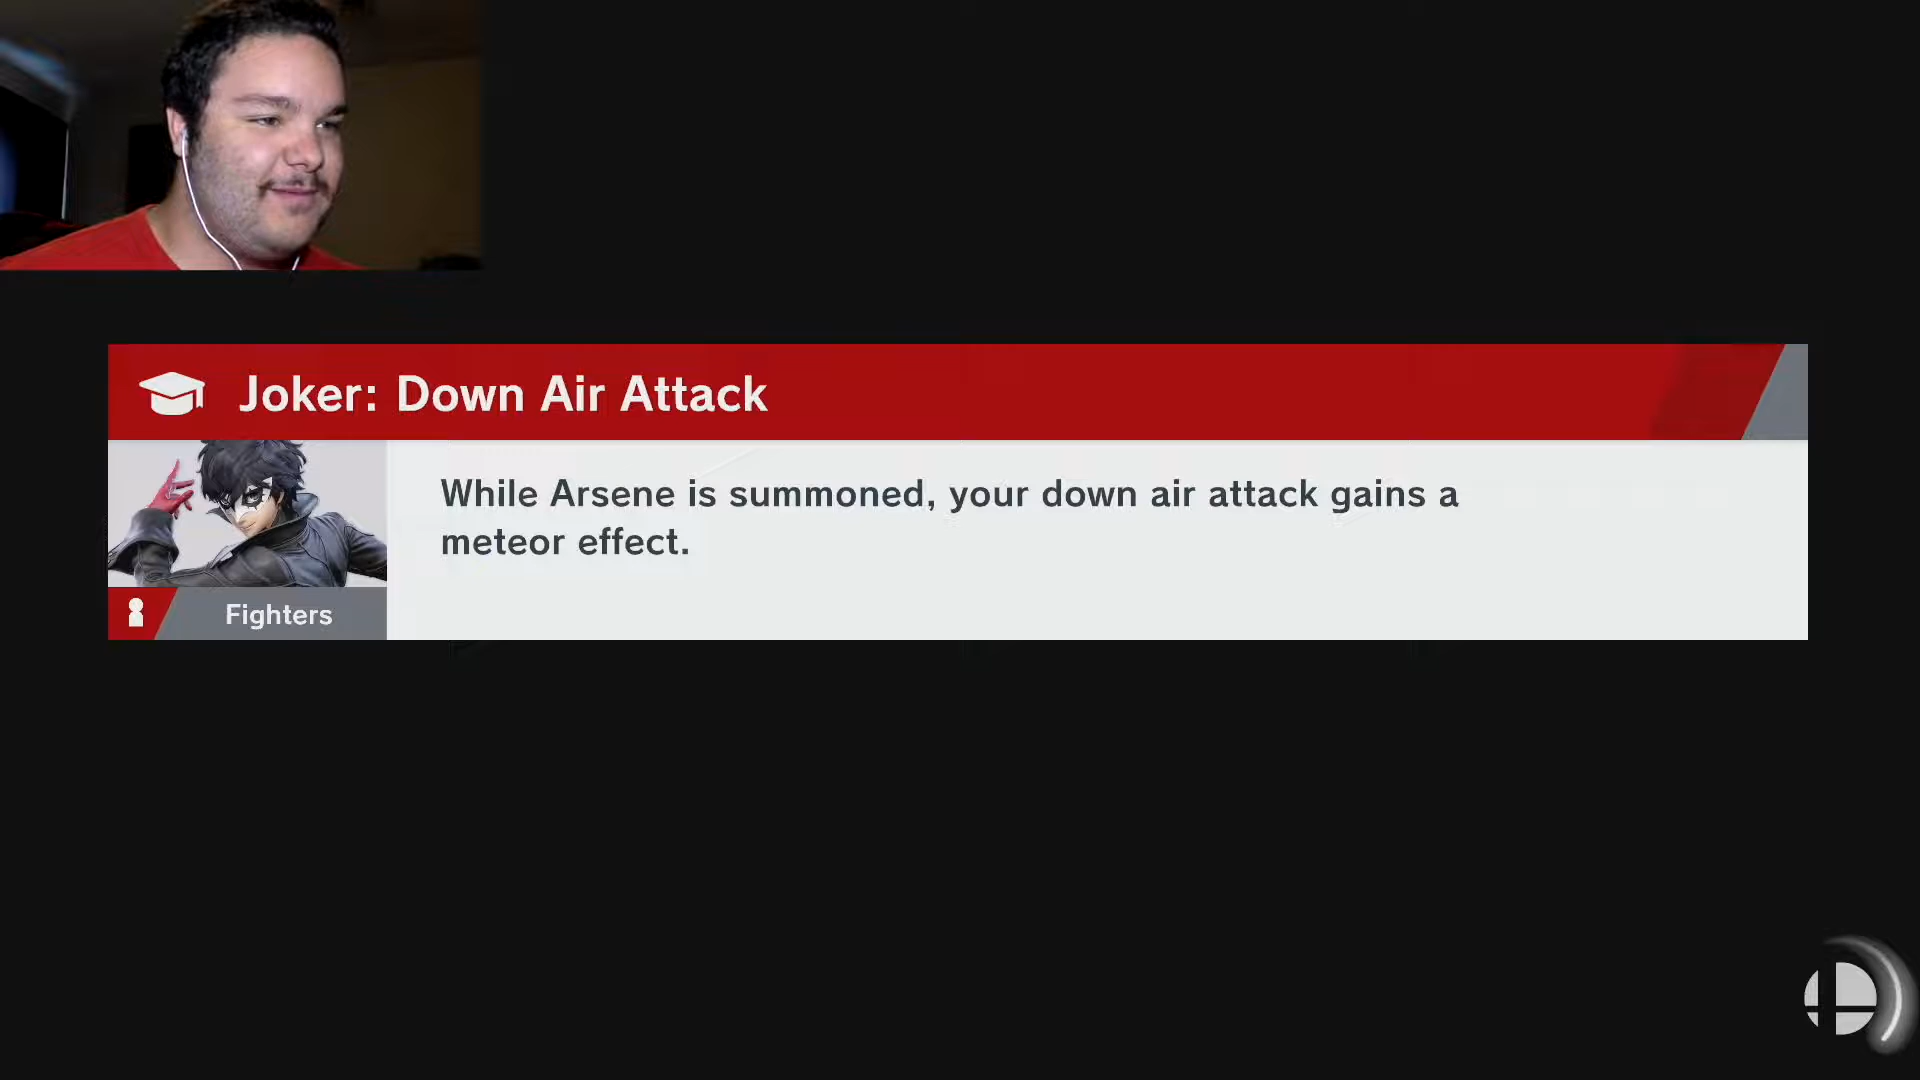 Joker: Down Air Attack
While Arsene is summoned, your down air attack gains a
meteor effect.
Fighters